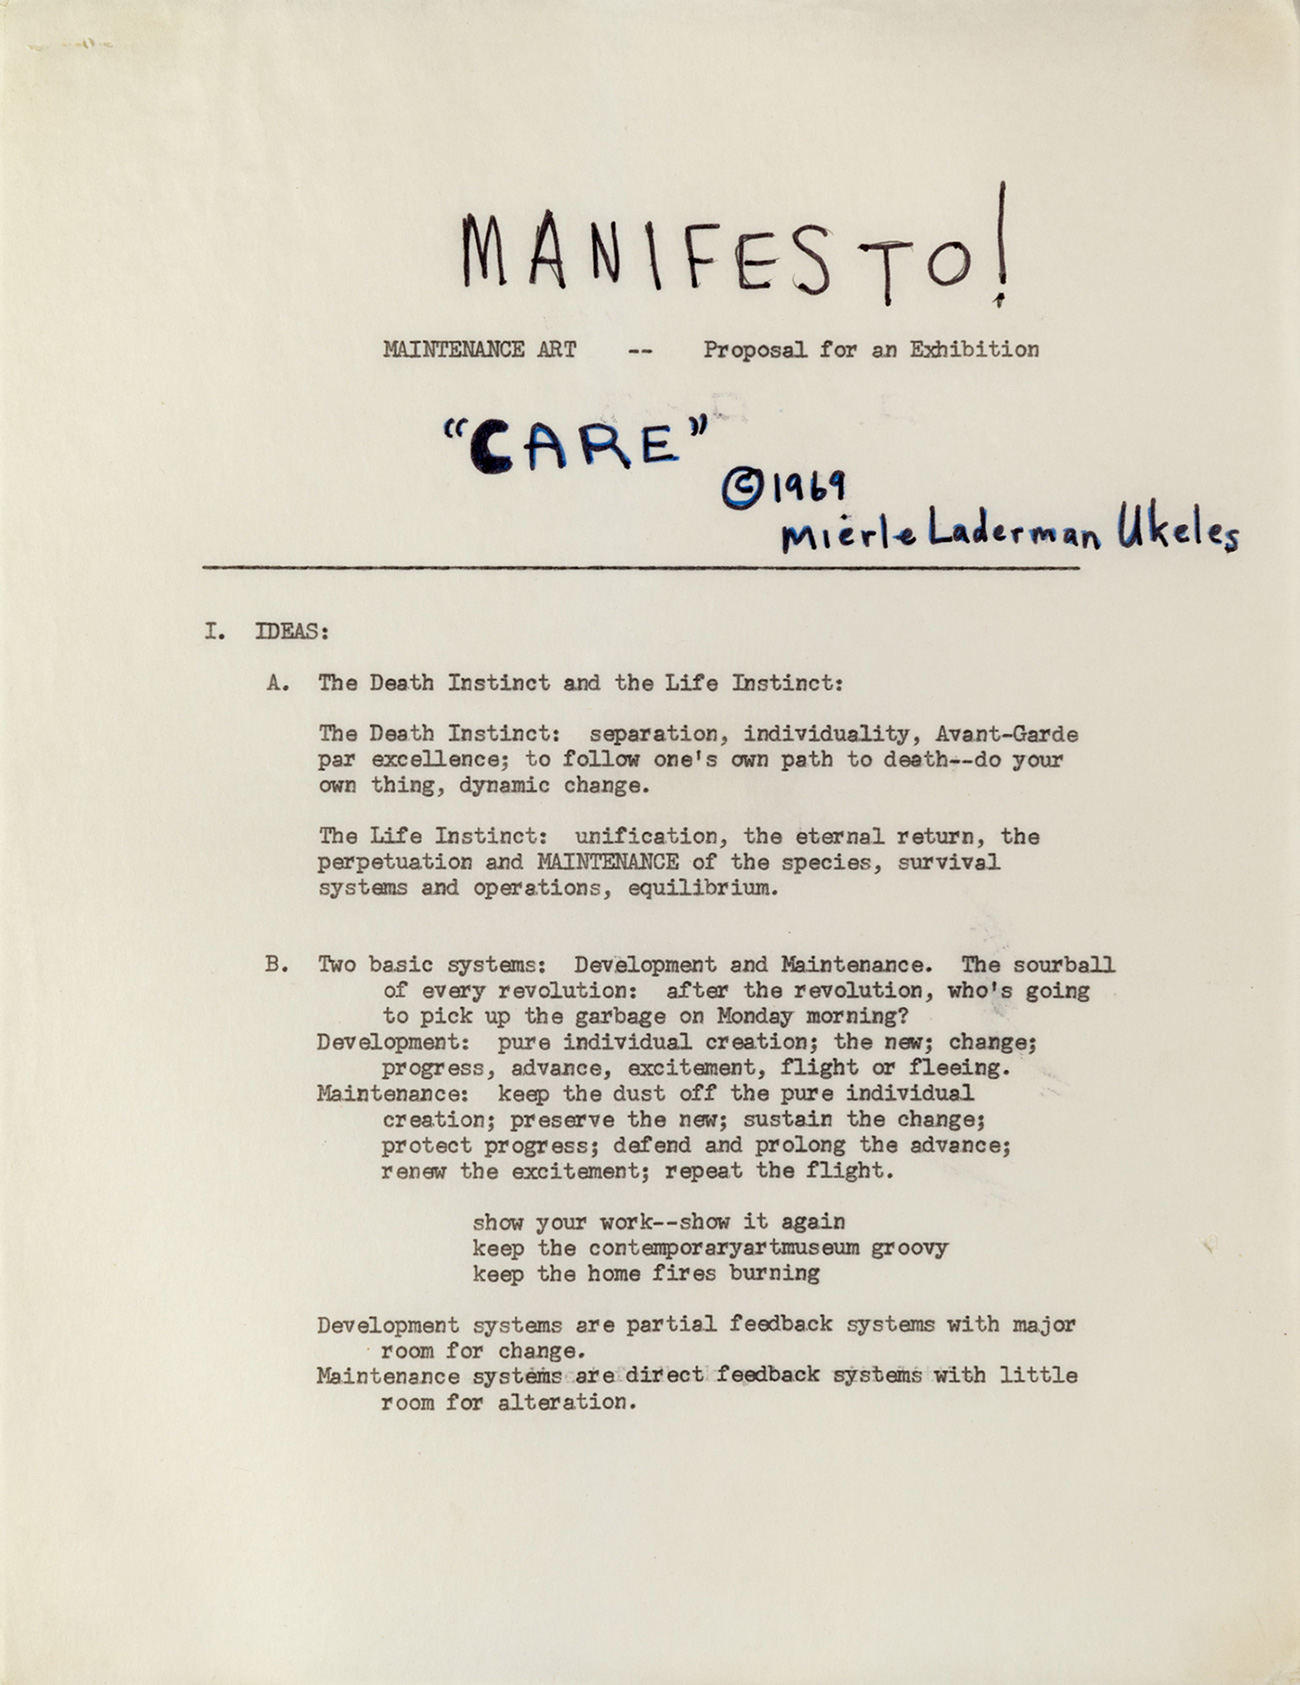 MANIFESTO!
MAINTENANCE ART -- Proposal for an Exhibition
"CARE"
©1969
Mierle Laderman Ukeles
I. IDEAS:
A. The Death Instinct and the Life Instinct:
The Death Instinct: separation, individuality, Avant-Garde
par excellence; to follow one's own path to death--do your
own thing, dynamic change.
The Life Instinct: unification, the eternal return, the
perpetuation and MAINTENANCE of the species, survival
systems and operations, equilibrium.
B. Two basic systems: Development and Maintenance. The sourball
of every revolution: after the revolution, who's going
to pick up the garbage on Monday morning?
Development: pure individual creation; the new; change;
progress, advance, excitement, flight or fleeing.
Maintenance: keep the dust off the pure individual
creation; preserve the new; sustain the change;
protect progress; defend and prolong the advance;
renew the excitement; repeat the flight.
show your work--show it again
keep the contemporaryartmuseum groovy
keep the home fires burning
Development systems are partial feedback systems with major
room for change.
Maintenance systems are direct feedback systems with little
room for alteration.